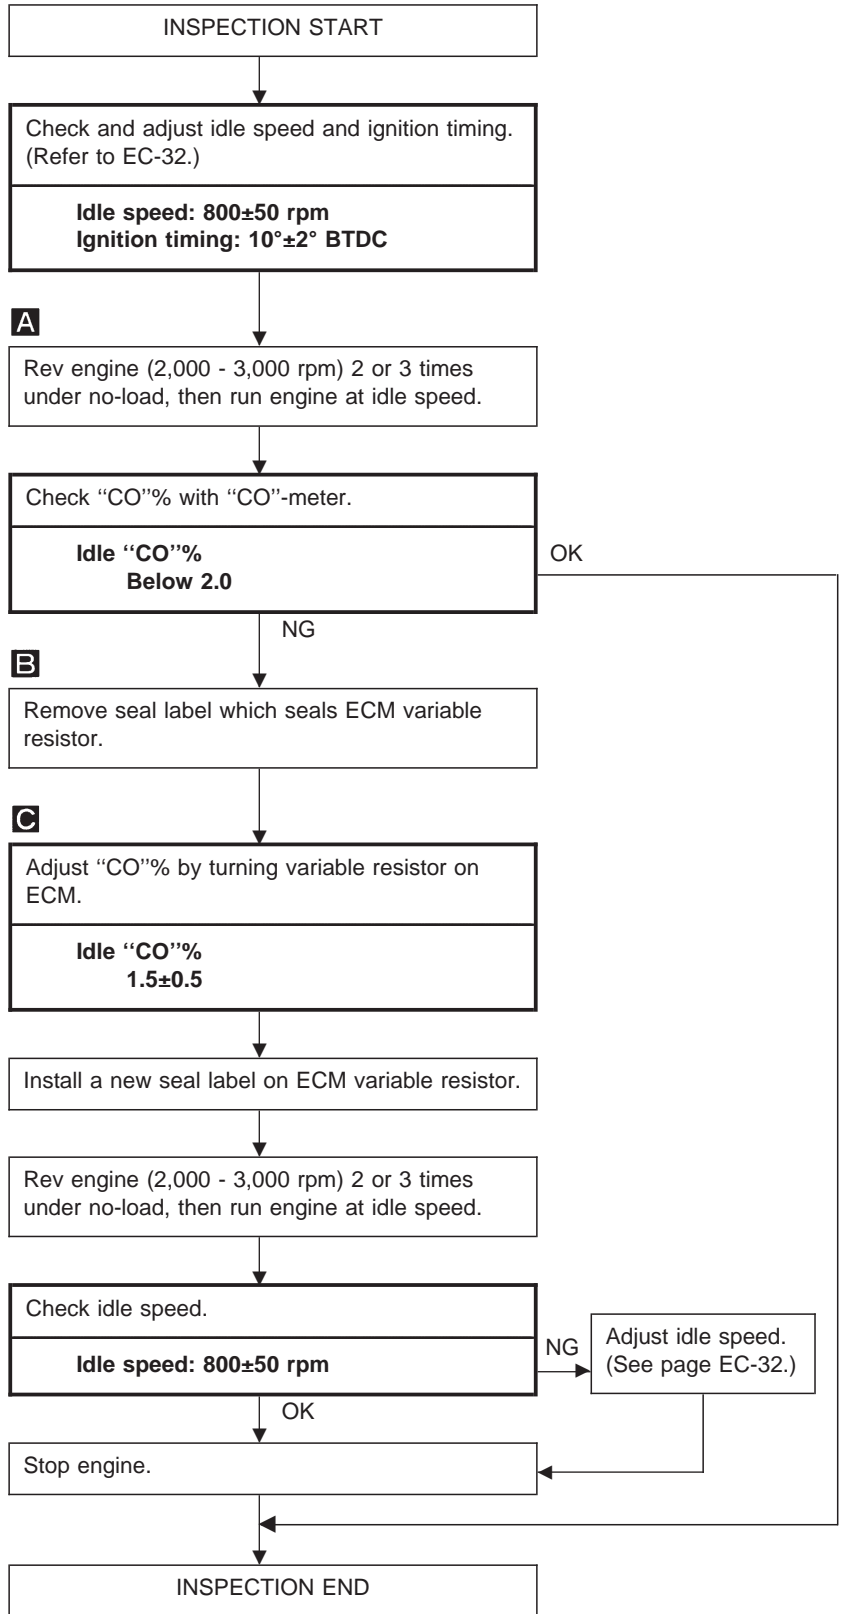 INSPECTION START
Check and adjust idle speed and ignition timing.
(Refer to EC-32.)
Idle speed: 800±50 rpm
Ignition timing: 10°±2° BTDC
A
Rev engine (2,000 - 3,000 rpm) 2 or 3 times
under no-load, then run engine at idle speed.
Check ‘‘CO’’% with ‘‘CO’’-meter.
Idle ‘‘CO’’%
Below 2.0
OK
NG
B
Remove seal label which seals ECM variable
resistor.
C
Adjust ‘‘CO’’% by turning variable resistor on
ECM.
Idle ‘‘CO’’%
1.5±0.5
Install a new seal label on ECM variable resistor.
Rev engine (2,000 - 3,000 rpm) 2 or 3 times
under no-load, then run engine at idle speed.
Check idle speed.
Idle speed: 800±50 rpm
NG
Adjust idle speed.
(See page EC-32.)
OK
Stop engine.
INSPECTION END